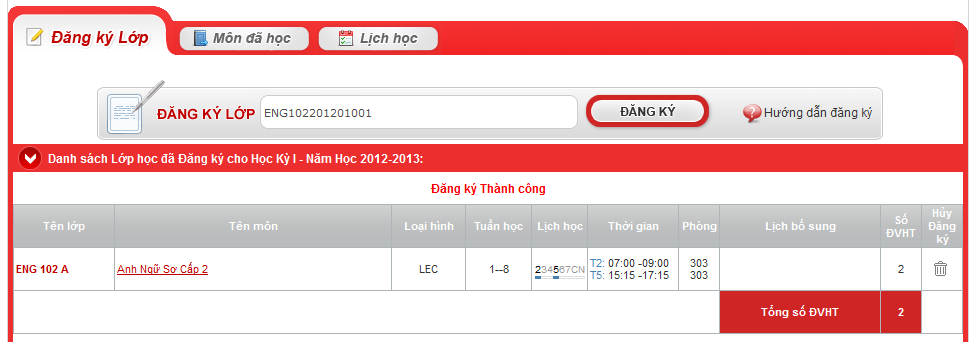 Đăng ký Lớp Môn đã học Lịch học
ĐĂNG KÝ LỚP ENG102201201001 ĐĂNG KÝ Hướng dẫn đăng ký
Danh sách Lớp học đã Đăng ký cho Học Kỳ I - Năm Học 2012-2013:
Đăng ký Thành công
Tên lớp Tên môn Loại hình Tuần học Lịch học Thời gian Phòng Lịch bổ sung Số ĐVHT Hủy Đăng ký
ENG 102 A Anh Ngữ Sơ Cấp 2 LEC 1--8 234567CN T2: 07:00 -09:00 303 2
T5: 15:15 -17:15 303
Tổng số ĐVHT 2